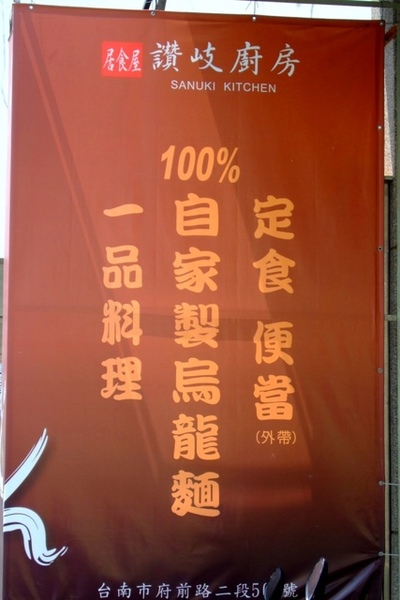 居食屋 讚岐廚房
SANUKI KITCHEN
100%
定食 便當
(外帶)
自家製烏龍麵
一品料理
台南市府前路二段5 號